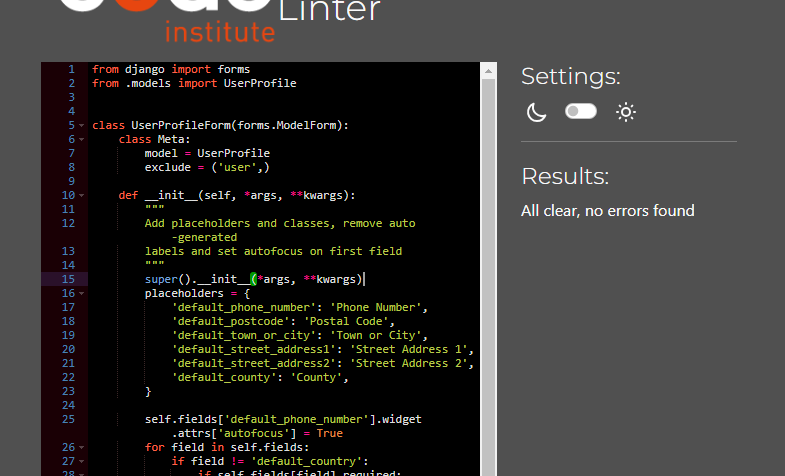 Linter
institute
1 from django import forms
2 from .models import UserProfile
3
4
5 class UserProfileForm(forms.ModelForm):
6 class Meta:
7 model = UserProfile
8 exclude = ('user',)
9
10 def __init__(self, *args, **kwargs):
11 """
12 Add placeholders and classes, remove auto
-generated
13 labels and set autofocus on first field
14 """
15 super().__init__(*args, **kwargs)
16 placeholders = {
17 'default_phone_number': 'Phone Number',
18 'default_postcode': 'Postal Code',
19 'default_town_or_city': 'Town or City',
20 'default_street_address1': 'Street Address 1',
21 'default_street_address2': 'Street Address 2',
22 'default_county': 'County',
23 }
24
25 self.fields['default_phone_number'].widget
.attrs['autofocus'] = True
26 for field in self.fields:
27 if field != 'default_country':
28 if self.fields[field].required:
Settings:
Results:
All clear, no errors found